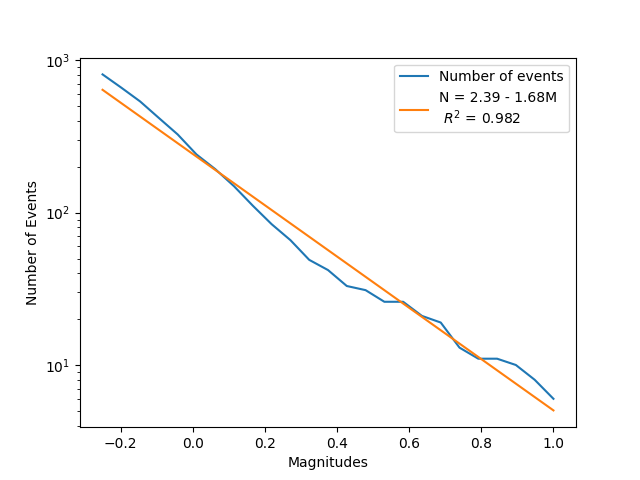 Number of events
N = 2.39 - 1.68M
R² = 0.982
10³
10²
10¹
Number of Events
−0.2 0.0 0.2 0.4 0.6 0.8 1.0
Magnitudes